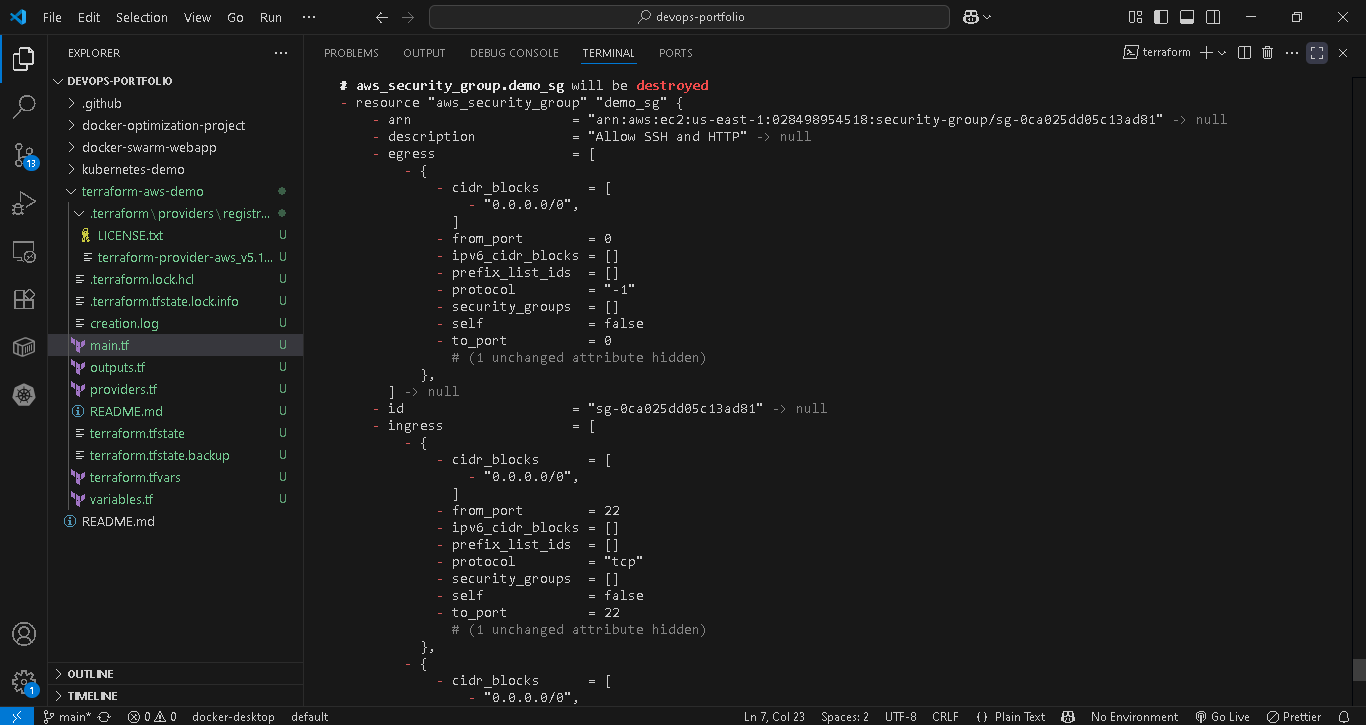 File Edit Selection View Go Run ··· devops-portfolio
EXPLORER ···
DEVOPS-PORTFOLIO
.github
docker-optimization-project
docker-swarm-webapp
kubernetes-demo
terraform-aws-demo
.terraform\providers\registr...
LICENSE.txt U
terraform-provider-aws_v5.1... U
.terraform.lock.hcl U
.terraform.tfstate.lock.info U
creation.log U
main.tf U
outputs.tf U
providers.tf U
README.md U
terraform.tfstate U
terraform.tfstate.backup U
terraform.tfvars U
variables.tf U
README.md
OUTLINE
TIMELINE
13
1
PROBLEMS OUTPUT DEBUG CONSOLE TERMINAL PORTS terraform ···
# aws_security_group.demo_sg will be destroyed
- resource "aws_security_group" "demo_sg" {
- arn = "arn:aws:ec2:us-east-1:028498954518:security-group/sg-0ca025dd05c13ad81" -> null
- description = "Allow SSH and HTTP" -> null
- egress = [
- {
- cidr_blocks = [
- "0.0.0.0/0",
]
- from_port = 0
- ipv6_cidr_blocks = []
- prefix_list_ids = []
- protocol = "-1"
- security_groups = []
- self = false
- to_port = 0
# (1 unchanged attribute hidden)
},
] -> null
- id = "sg-0ca025dd05c13ad81" -> null
- ingress = [
- {
- cidr_blocks = [
- "0.0.0.0/0",
]
- from_port = 22
- ipv6_cidr_blocks = []
- prefix_list_ids = []
- protocol = "tcp"
- security_groups = []
- self = false
- to_port = 22
# (1 unchanged attribute hidden)
},
- {
- cidr_blocks = [
- "0.0.0.0/0",
main* 0 0 docker-desktop default Ln 7, Col 23 Spaces: 2 UTF-8 CRLF {} Plain Text No Environment Go Live Prettier